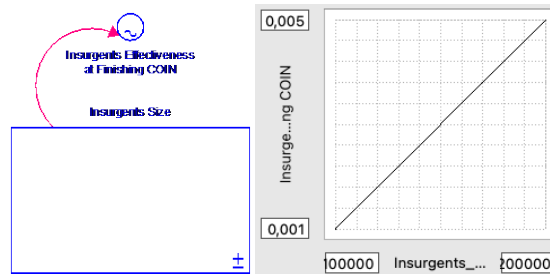 Insurgents Effectiveness
at Finishing COIN
Insurgents Size
±
0,005
Insurge...ng COIN
0,001
100000
Insurgents_...
200000